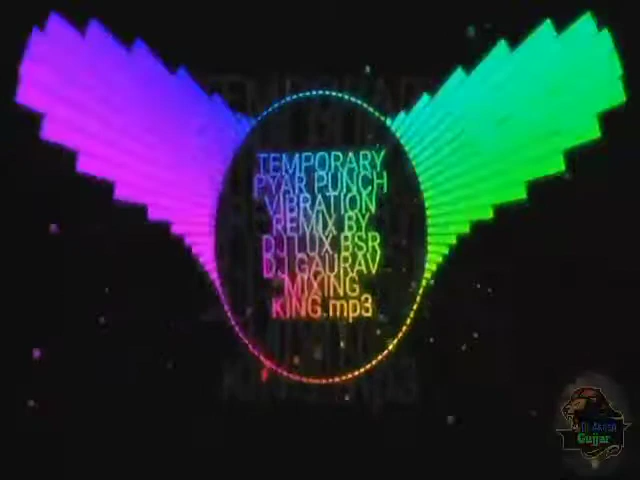 TEMPORARY
PYAR PUNCH
VIBRATION
REMIX BY
DJ LUX BSR
DJ GAURAV
MIXING
KING.mp3
Gujjar